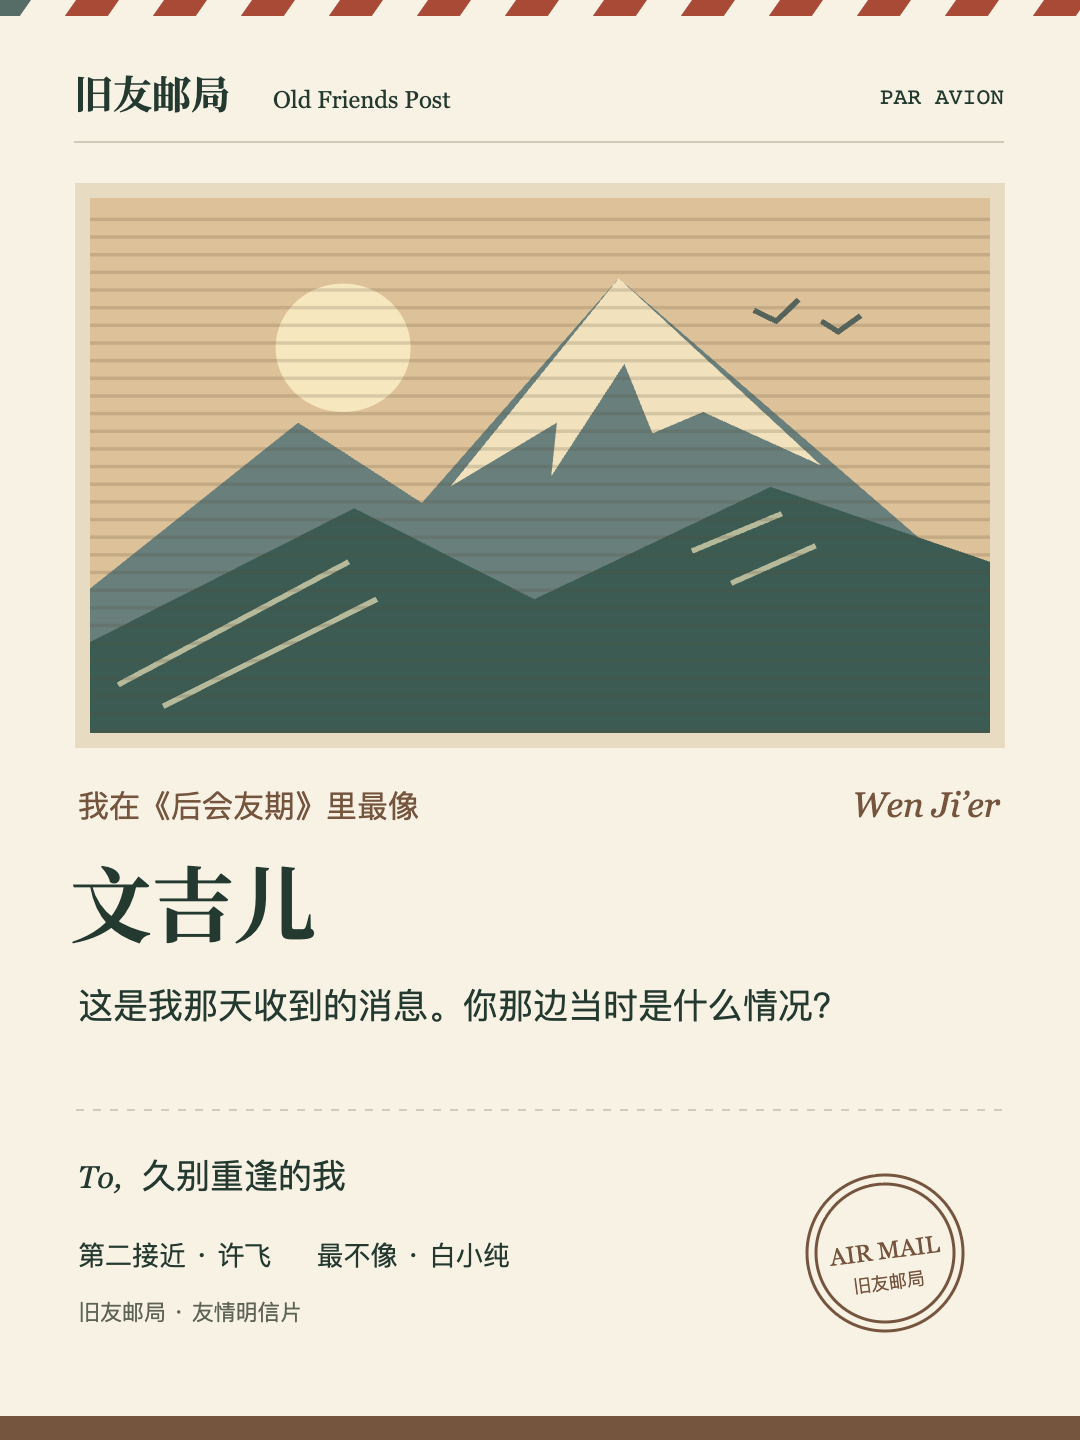 旧友邮局 Old Friends Post PAR AVION
我在《后会友期》里最像 Wen Ji’er
文吉儿
这是我那天收到的消息。你那边当时是什么情况?
To, 久别重逢的我
第二接近 · 许飞 最不像 · 白小纯
旧友邮局 · 友情明信片
AIR MAIL
旧友邮局